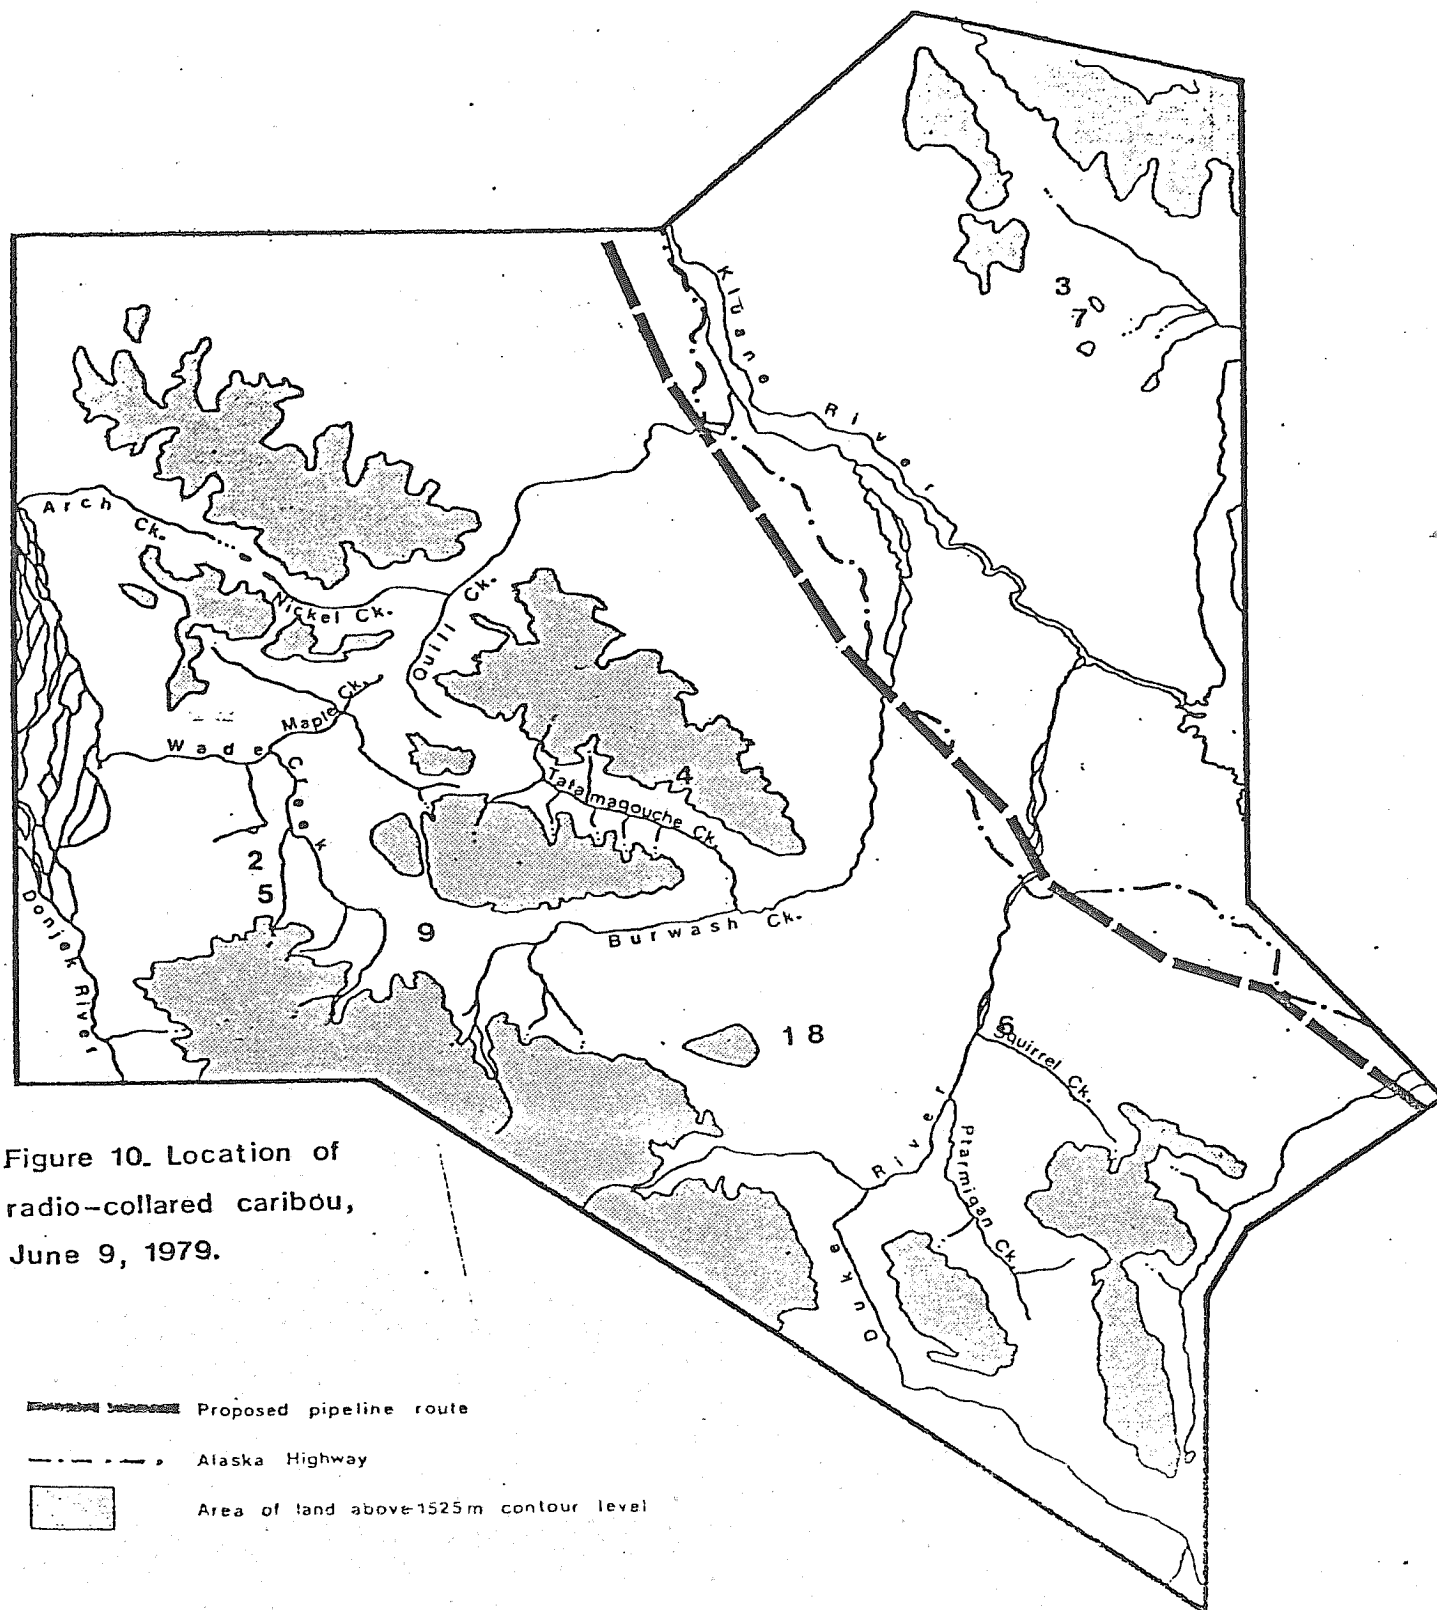 Kluane
River
3
7
Arch
Ck.
Nickel Ck.
Quill Ck.
Maple Ck.
Wade
Creek
Tatalmagouche Ck.
4
2
5
9
Burwash Ck.
Donjek River
18
6
Squirrel Ck.
Ptarmigan Ck.
Duke
River
Figure 10. Location of
radio-collared caribou,
June 9, 1979.
Proposed pipeline route
Alaska Highway
Area of land above 1525m contour level